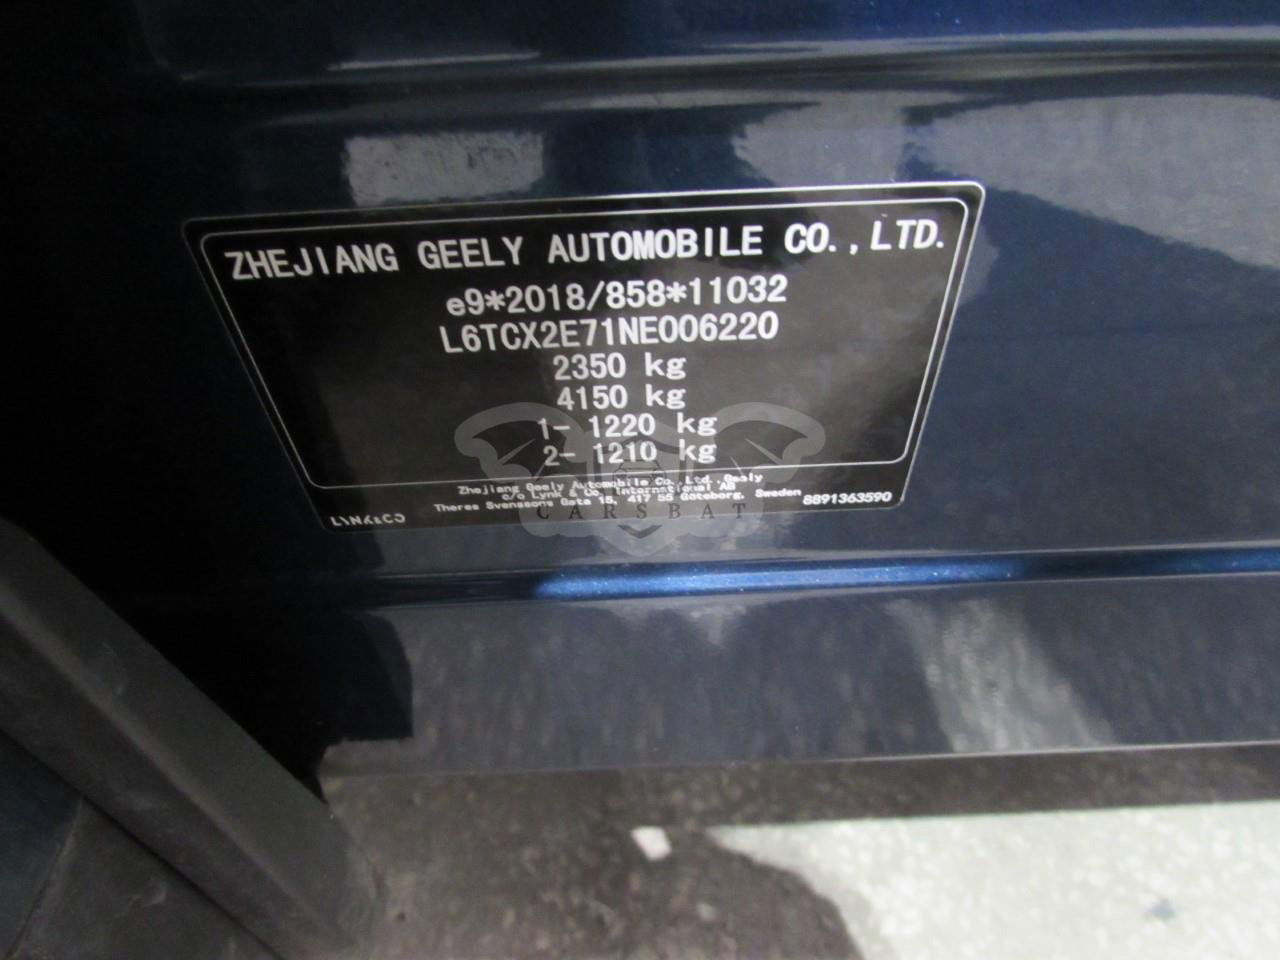 ZHEJIANG GEELY AUTOMOBILE CO.,LTD.
e9*2018/858*11032
L6TCX2E71NE006220
2350 kg
4150 kg
1- 1220 kg
2- 1210 kg
Zhejiang Geely Automobile Co.,Ltd.,Geely
c/o Lynk & Co. International AB
Theres Svenssons Gata 15, 417 55 Göteborg, Sweden
8891363590
LYNK&CO
CARSBAT